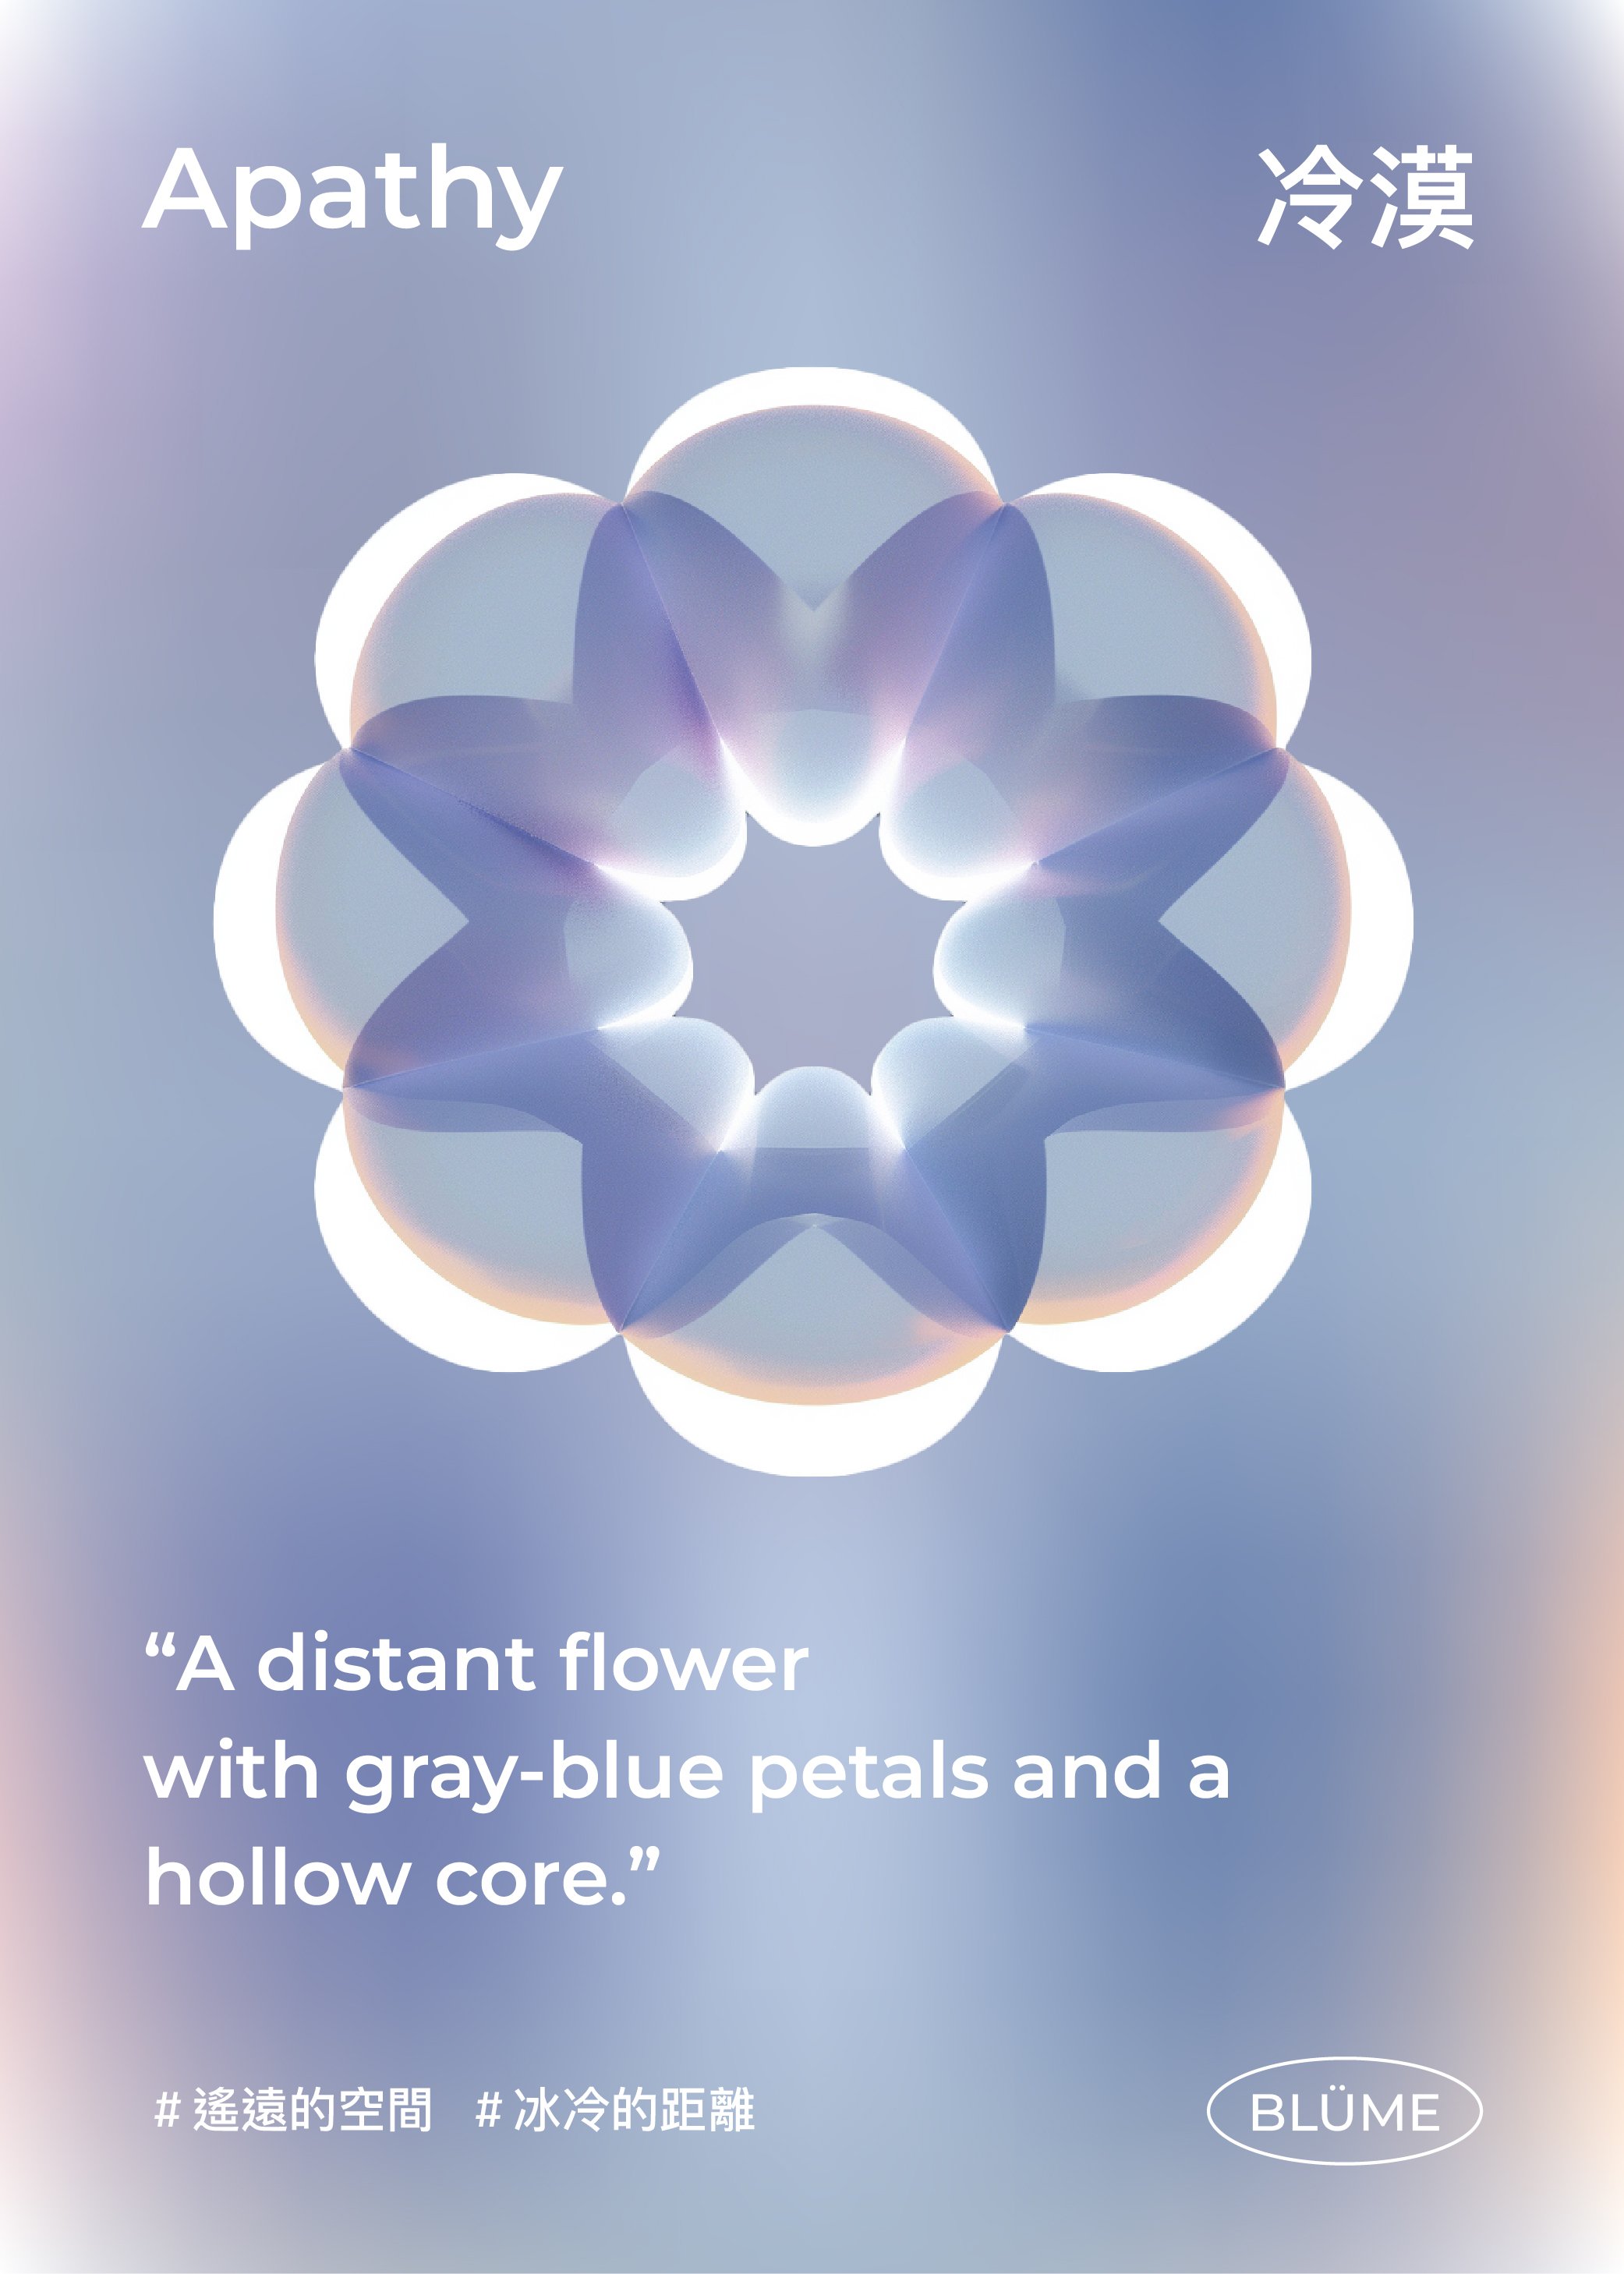 Apathy
冷漠
“A distant flower
with gray-blue petals and a
hollow core.”
# 遙遠的空間 # 冰冷的距離
BLÜME